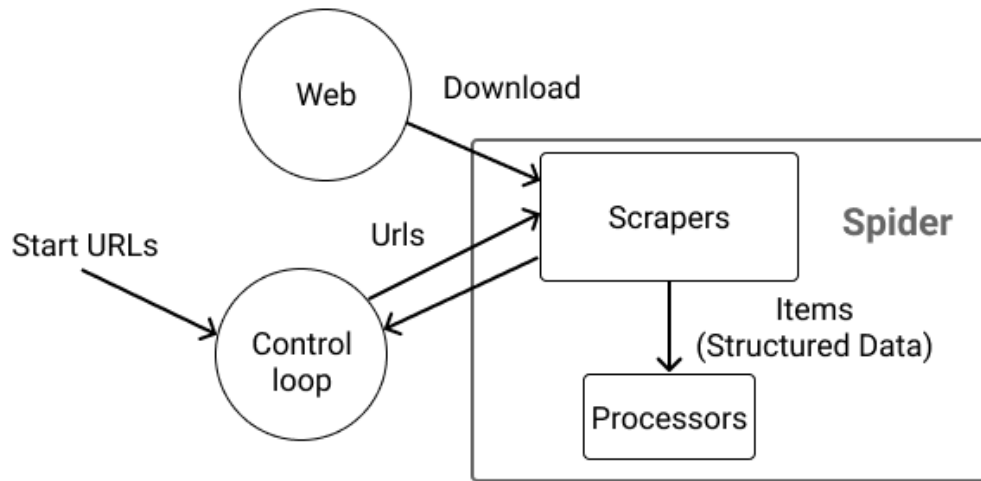 Web
Download
Scrapers
Spider
Urls
Start URLs
Control
loop
Items
(Structured Data)
Processors